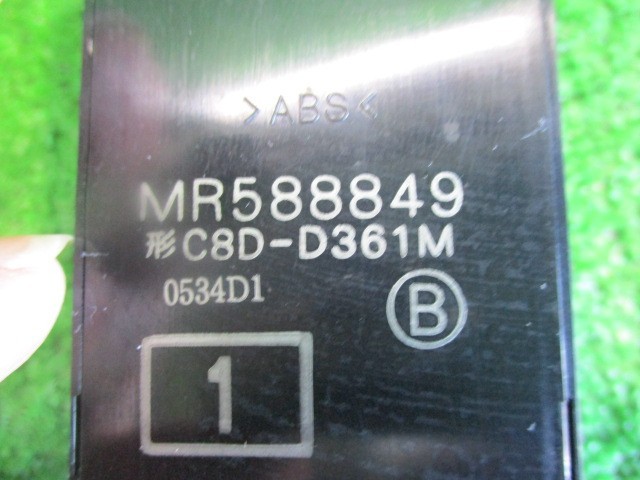 >ABS<
MR588849
形C8D-D361M
0534D1
B
1